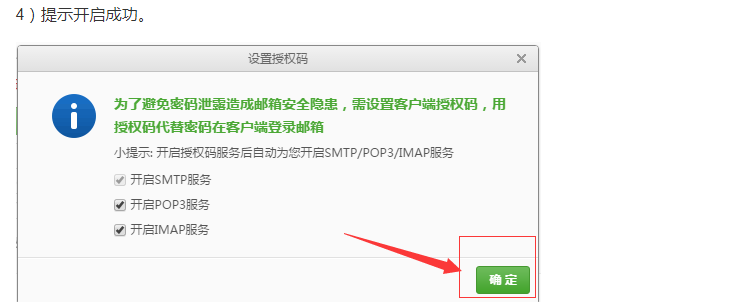 4）提示开启成功。
设置授权码
为了避免密码泄露造成邮箱安全隐患，需设置客户端授权码，用
授权码代替密码在客户端登录邮箱
小提示: 开启授权码服务后自动为您开启SMTP/POP3/IMAP服务
开启SMTP服务
开启POP3服务
开启IMAP服务
确 定